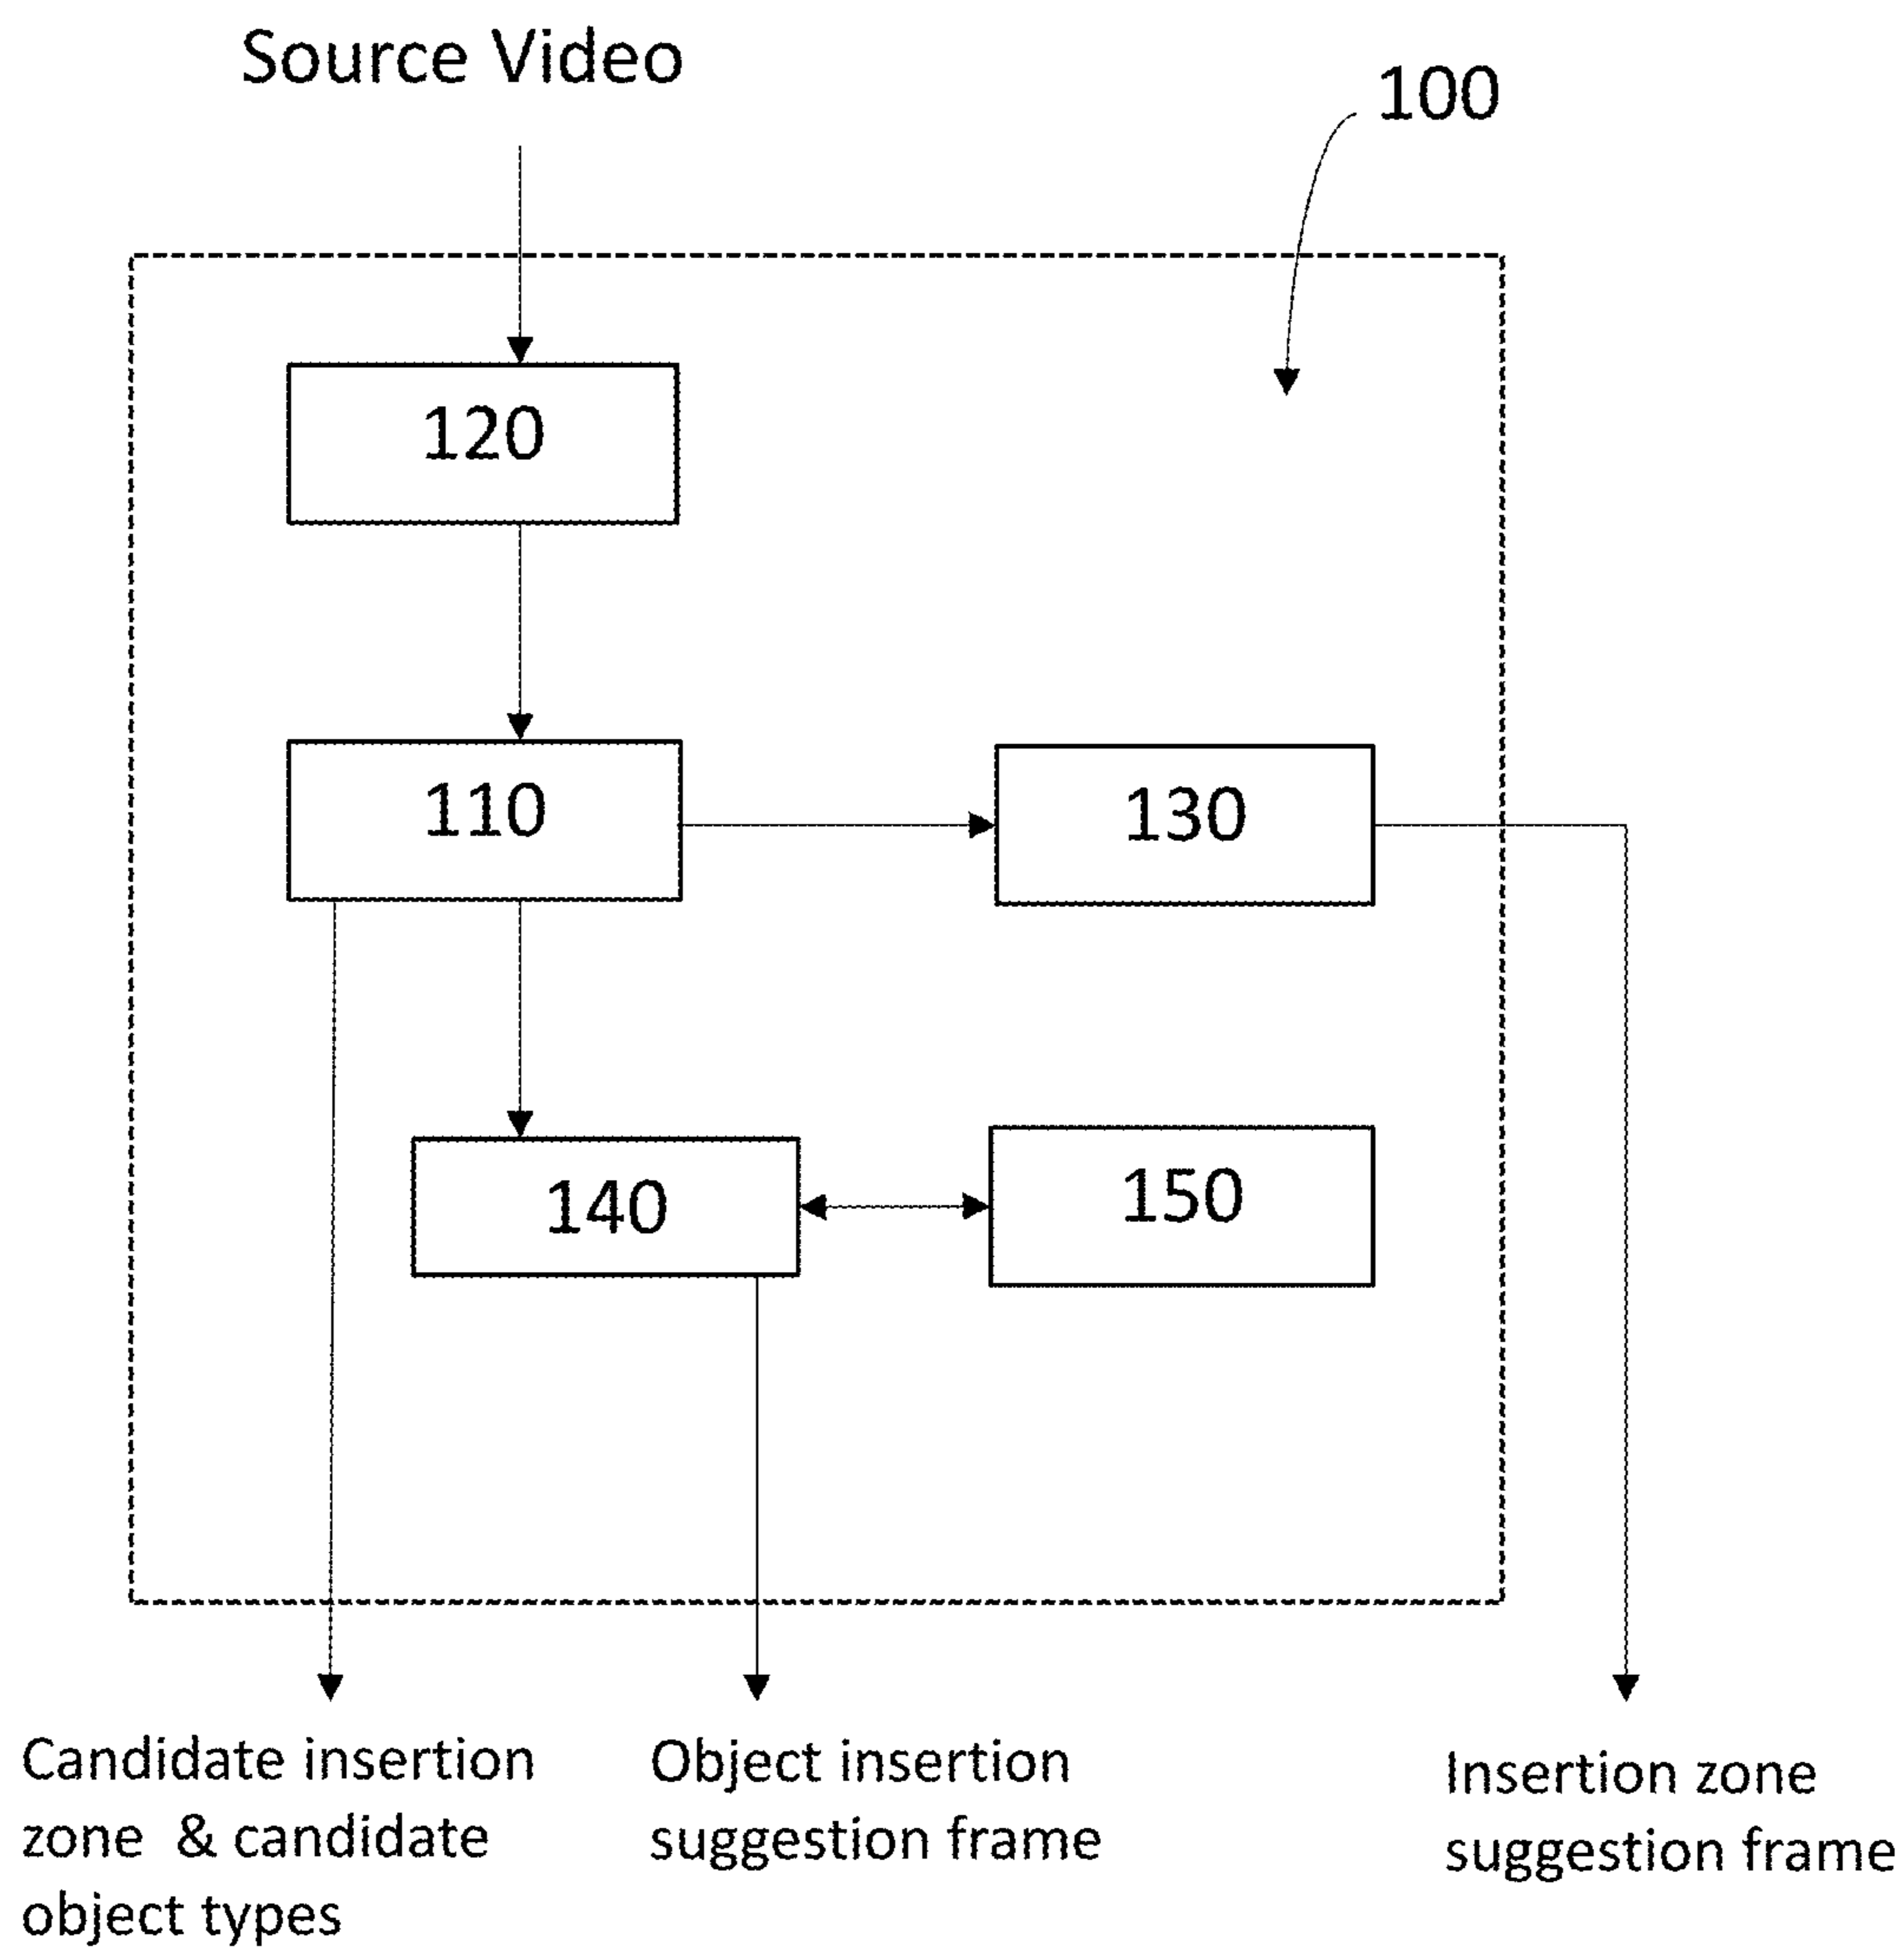 Source Video
100
120
110
130
140
150
Candidate insertion
zone & candidate
object types
Object insertion
suggestion frame
Insertion zone
suggestion frame